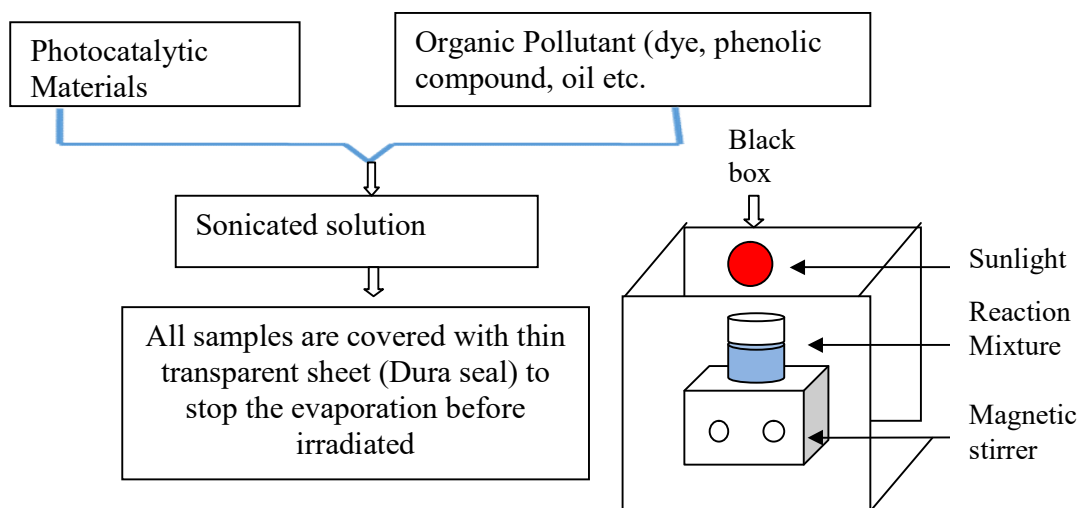 Photocatalytic
Materials
Organic Pollutant (dye, phenolic
compound, oil etc.
Sonicated solution
All samples are covered with thin
transparent sheet (Dura seal) to
stop the evaporation before
irradiated
Black
box
Sunlight
Reaction
Mixture
Magnetic
stirrer